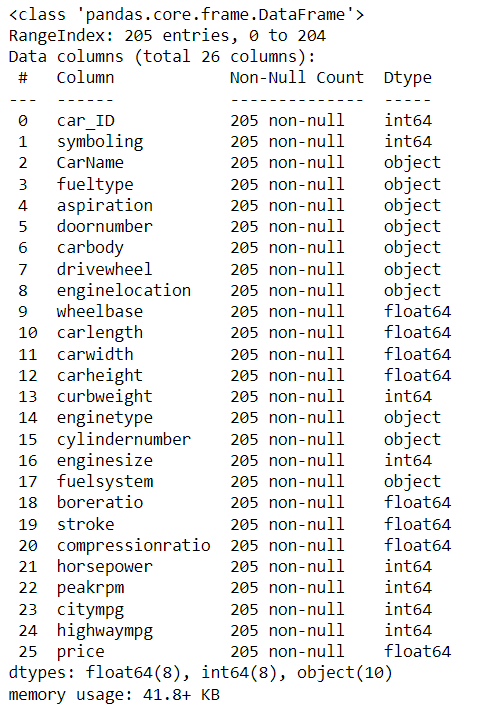 <class 'pandas.core.frame.DataFrame'>
RangeIndex: 205 entries, 0 to 204
Data columns (total 26 columns):
 #   Column            Non-Null Count  Dtype
---  ------            --------------  -----
 0   car_ID            205 non-null    int64
 1   symboling         205 non-null    int64
 2   CarName           205 non-null    object
 3   fueltype          205 non-null    object
 4   aspiration        205 non-null    object
 5   doornumber        205 non-null    object
 6   carbody           205 non-null    object
 7   drivewheel        205 non-null    object
 8   enginelocation    205 non-null    object
 9   wheelbase         205 non-null    float64
 10  carlength         205 non-null    float64
 11  carwidth          205 non-null    float64
 12  carheight         205 non-null    float64
 13  curbweight        205 non-null    int64
 14  enginetype        205 non-null    object
 15  cylindernumber    205 non-null    object
 16  enginesize        205 non-null    int64
 17  fuelsystem        205 non-null    object
 18  boreratio         205 non-null    float64
 19  stroke            205 non-null    float64
 20  compressionratio  205 non-null    float64
 21  horsepower        205 non-null    int64
 22  peakrpm           205 non-null    int64
 23  citympg           205 non-null    int64
 24  highwaympg        205 non-null    int64
 25  price             205 non-null    float64
dtypes: float64(8), int64(8), object(10)
memory usage: 41.8+ KB